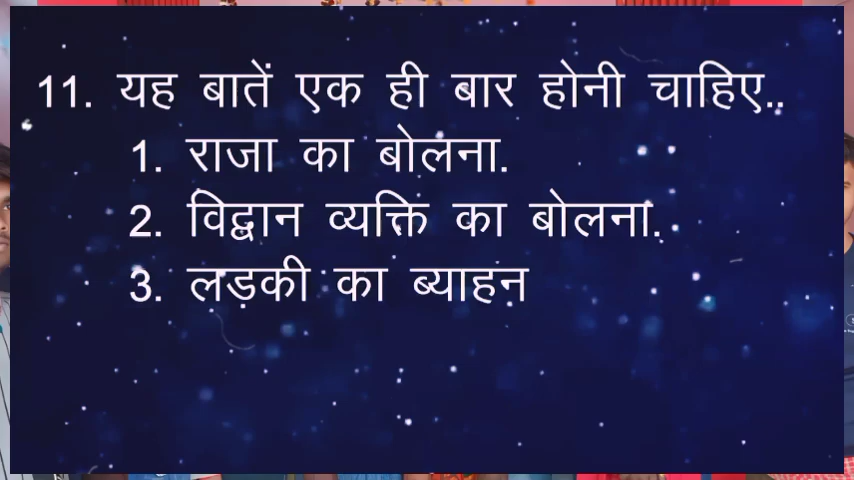 11. यह बातें एक ही बार होनी चाहिए..
1. राजा का बोलना.
2. विद्वान व्यक्ति का बोलना.
3. लड़की का ब्याहन